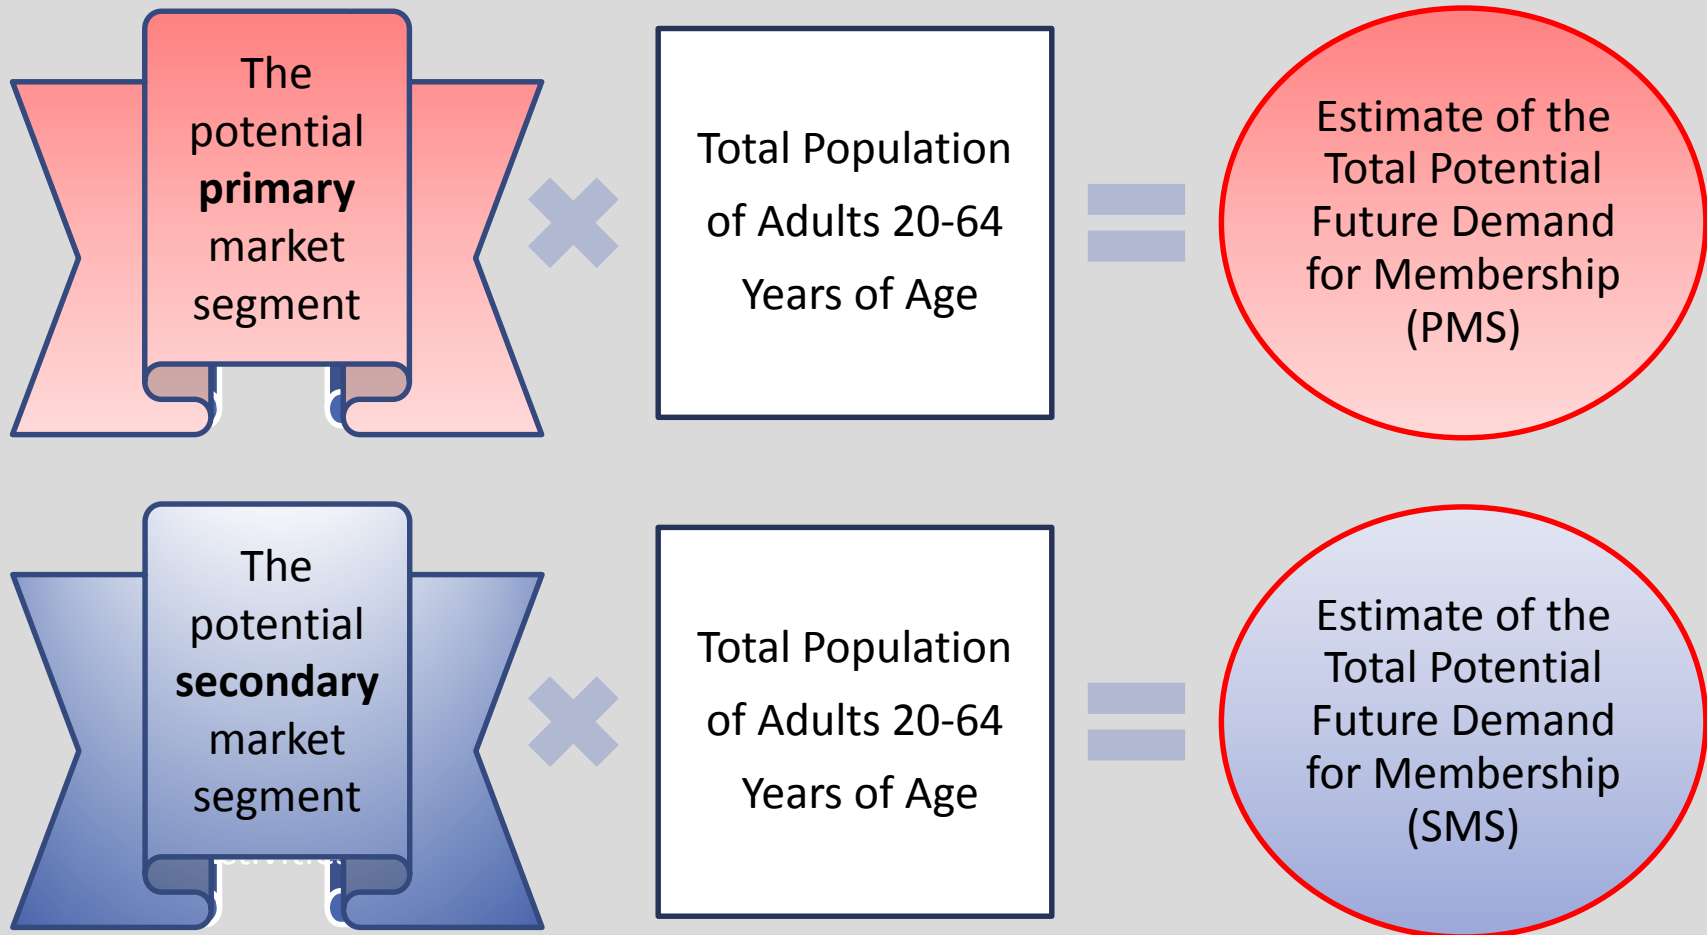 The
potential
primary
market
segment
Total Population
of Adults 20-64
Years of Age
Estimate of the
Total Potential
Future Demand
for Membership
(PMS)
The
potential
secondary
market
segment
Total Population
of Adults 20-64
Years of Age
Estimate of the
Total Potential
Future Demand
for Membership
(SMS)